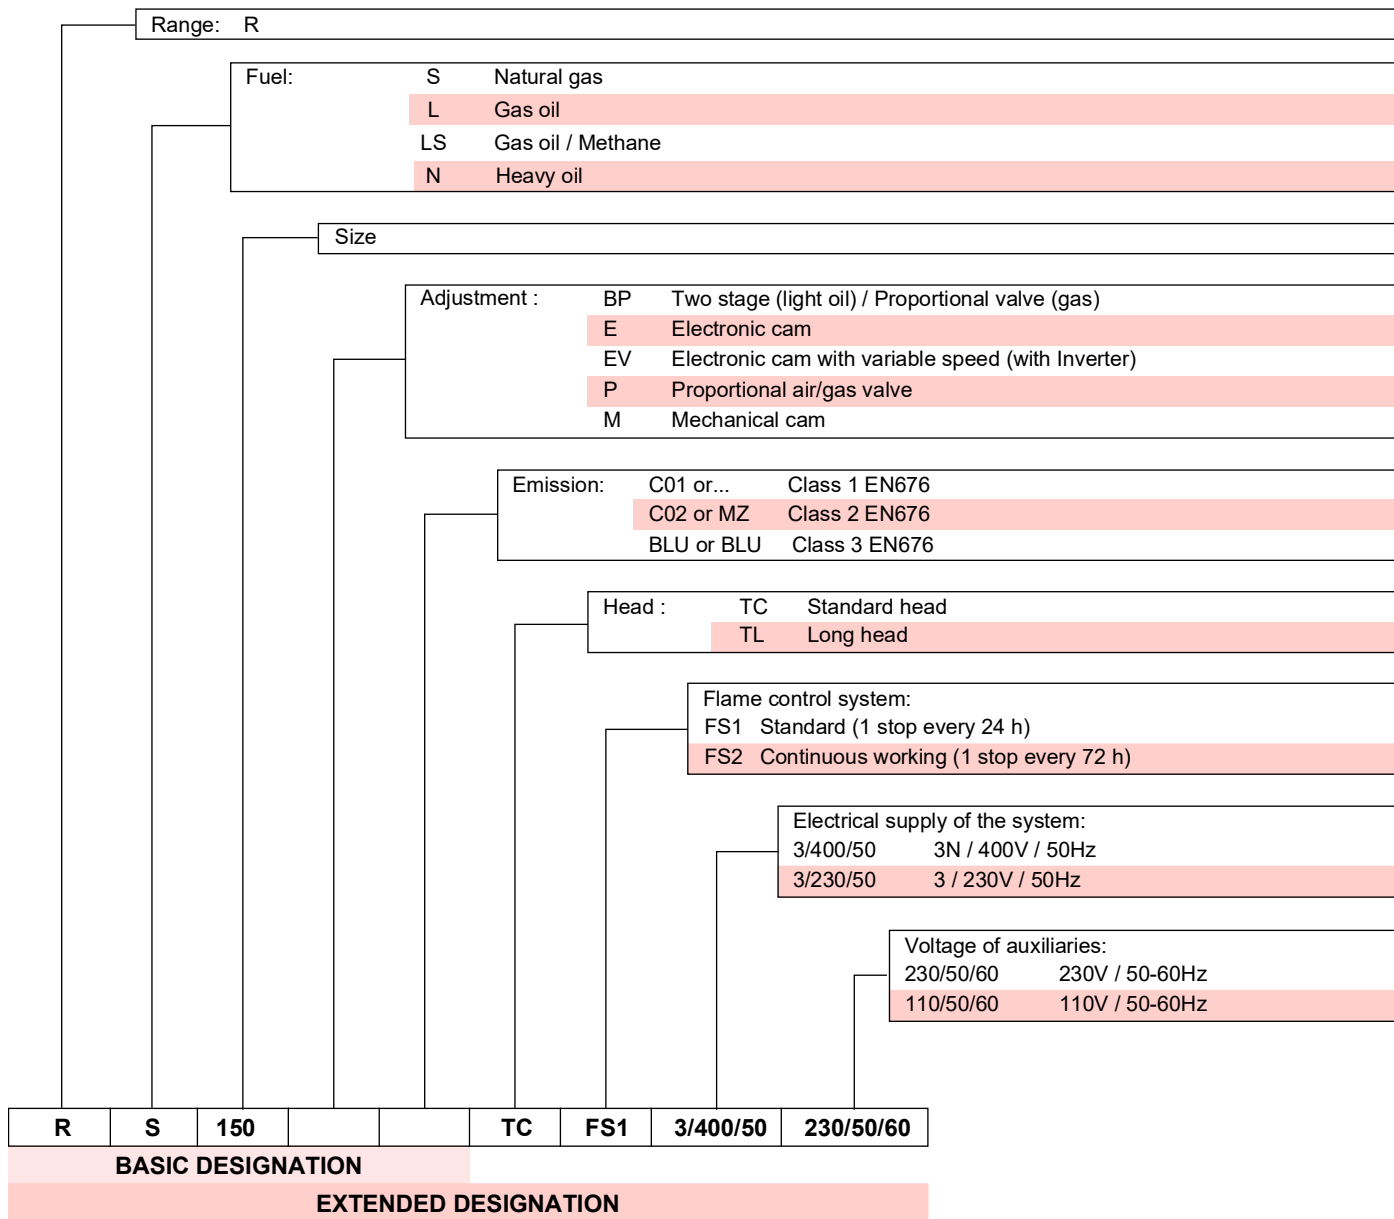 Range: R
Fuel: S Natural gas
L Gas oil
LS Gas oil / Methane
N Heavy oil
Size
Adjustment : BP Two stage (light oil) / Proportional valve (gas)
E Electronic cam
EV Electronic cam with variable speed (with Inverter)
P Proportional air/gas valve
M Mechanical cam
Emission: C01 or... Class 1 EN676
C02 or MZ Class 2 EN676
BLU or BLU Class 3 EN676
Head : TC Standard head
TL Long head
Flame control system:
FS1 Standard (1 stop every 24 h)
FS2 Continuous working (1 stop every 72 h)
Electrical supply of the system:
3/400/50 3N / 400V / 50Hz
3/230/50 3 / 230V / 50Hz
Voltage of auxiliaries:
230/50/60 230V / 50-60Hz
110/50/60 110V / 50-60Hz
R S 150 TC FS1 3/400/50 230/50/60
BASIC DESIGNATION
EXTENDED DESIGNATION